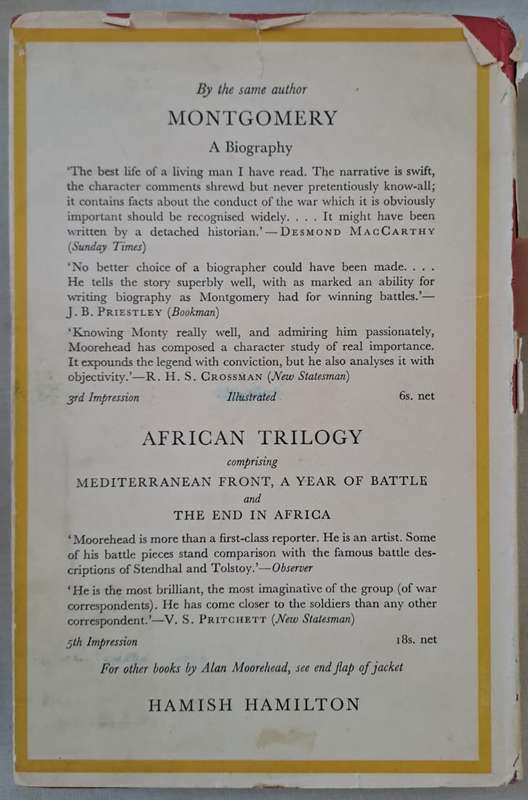 By the same author
MONTGOMERY
A Biography
'The best life of a living man I have read. The narrative is swift,
the character comments shrewd but never pretentiously know-all;
it contains facts about the conduct of the war which it is obviously
important should be recognised widely. . . . It might have been
written by a detached historian.'—DESMOND MACCARTHY
(Sunday Times)
'No better choice of a biographer could have been made. . . .
He tells the story superbly well, with as marked an ability for
writing biography as Montgomery had for winning battles.'—
J. B. PRIESTLEY (Bookman)
'Knowing Monty really well, and admiring him passionately,
Moorehead has composed a character study of real importance.
It expounds the legend with conviction, but he also analyses it with
objectivity.'—R. H. S. CROSSMAN (New Statesman)
3rd Impression Illustrated 6s. net
AFRICAN TRILOGY
comprising
MEDITERRANEAN FRONT, A YEAR OF BATTLE
and
THE END IN AFRICA
'Moorehead is more than a first-class reporter. He is an artist. Some
of his battle pieces stand comparison with the famous battle des-
criptions of Stendhal and Tolstoy.'—Observer
'He is the most brilliant, the most imaginative of the group (of war
correspondents). He has come closer to the soldiers than any other
correspondent.'—V. S. PRITCHETT (New Statesman)
5th Impression 18s. net
For other books by Alan Moorehead, see end flap of jacket
HAMISH HAMILTON